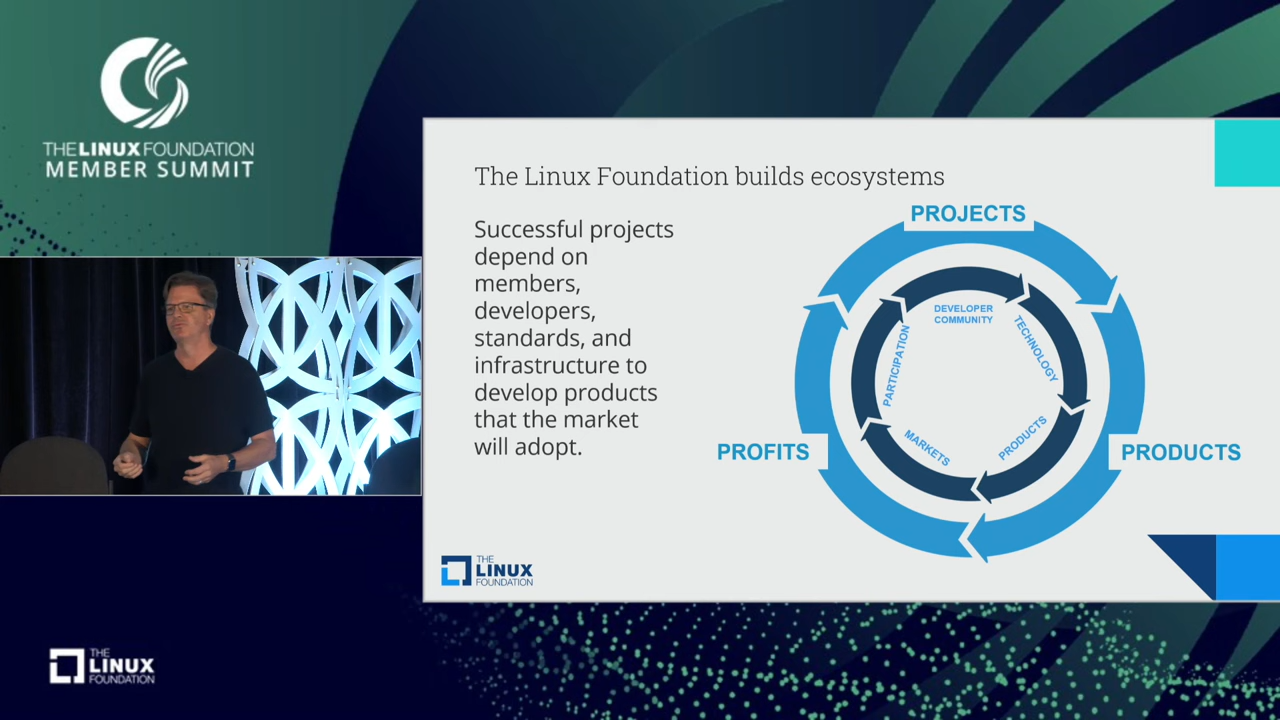 THE LINUX FOUNDATION
MEMBER SUMMIT
The Linux Foundation builds ecosystems
Successful projects
depend on
members,
developers,
standards, and
infrastructure to
develop products
that the market
will adopt.
PROJECTS
DEVELOPER
COMMUNITY
TECHNOLOGY
PARTICIPATION
PRODUCTS
MARKETS
PROFITS
PRODUCTS
THE
LINUX
FOUNDATION
THE
LINUX
FOUNDATION